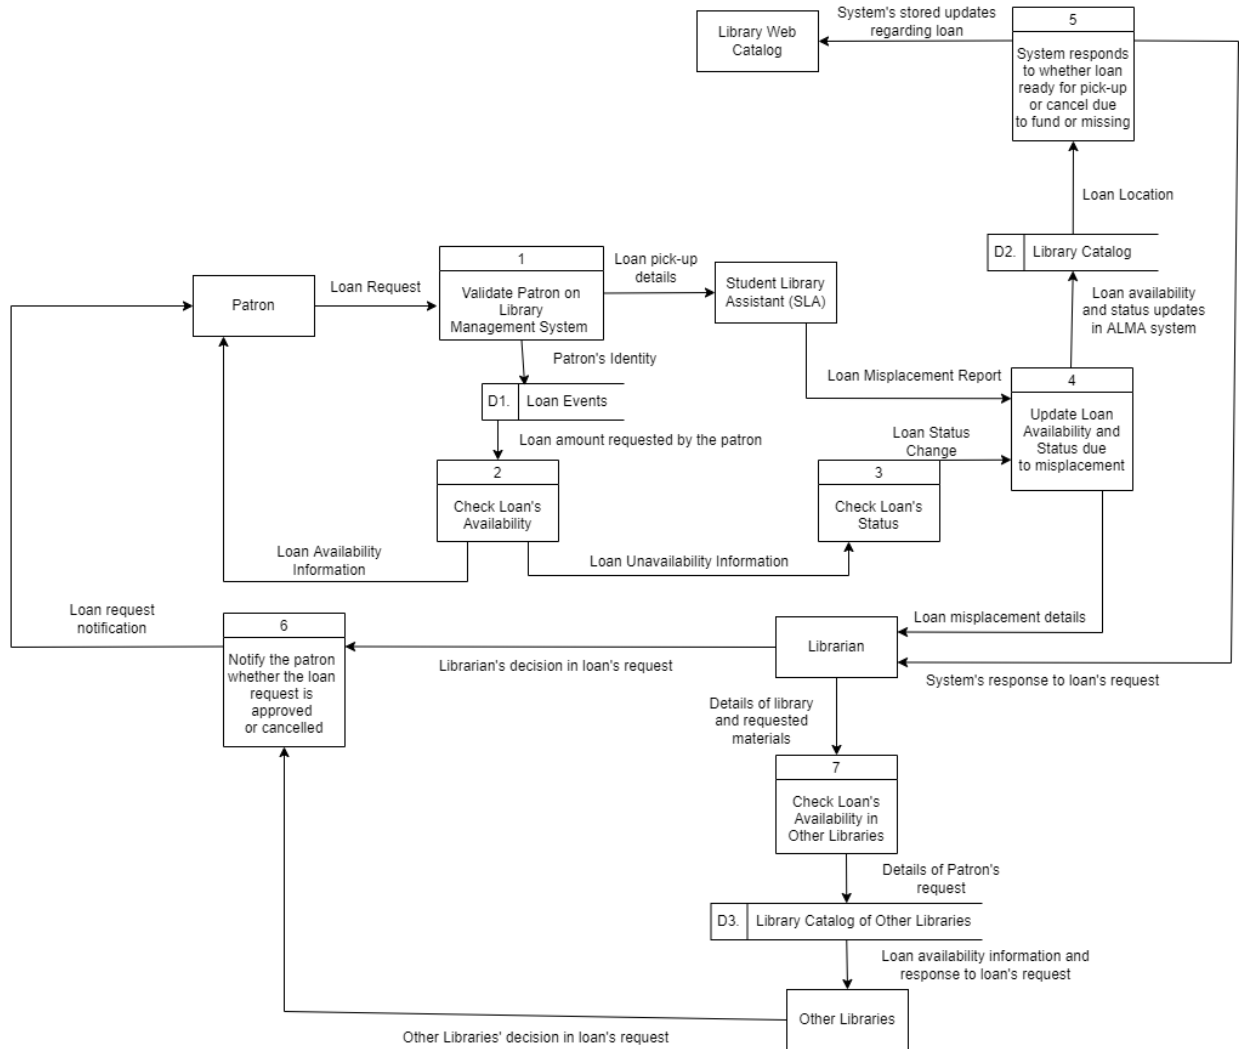 System's stored updates
regarding loan
Library Web
Catalog
5
System responds
to whether loan
ready for pick-up
or cancel due
to fund or missing
Loan Location
D2.
Library Catalog
Loan availability
and status updates
in ALMA system
Patron
Loan Request
1
Validate Patron on
Library
Management System
Loan pick-up
details
Student Library
Assistant (SLA)
Patron's Identity
D1.
Loan Events
Loan amount requested by the patron
Loan Misplacement Report
4
Update Loan
Availability and
Status due
to misplacement
Loan Status
Change
2
Check Loan's
Availability
3
Check Loan's
Status
Loan Availability
Information
Loan Unavailability Information
Loan request
notification
6
Notify the patron
whether the loan
request is
approved
or cancelled
Librarian's decision in loan's request
Librarian
Loan misplacement details
System's response to loan's request
Details of library
and requested
materials
7
Check Loan's
Availability in
Other Libraries
Details of Patron's
request
D3.
Library Catalog of Other Libraries
Loan availability information and
response to loan's request
Other Libraries
Other Libraries' decision in loan's request